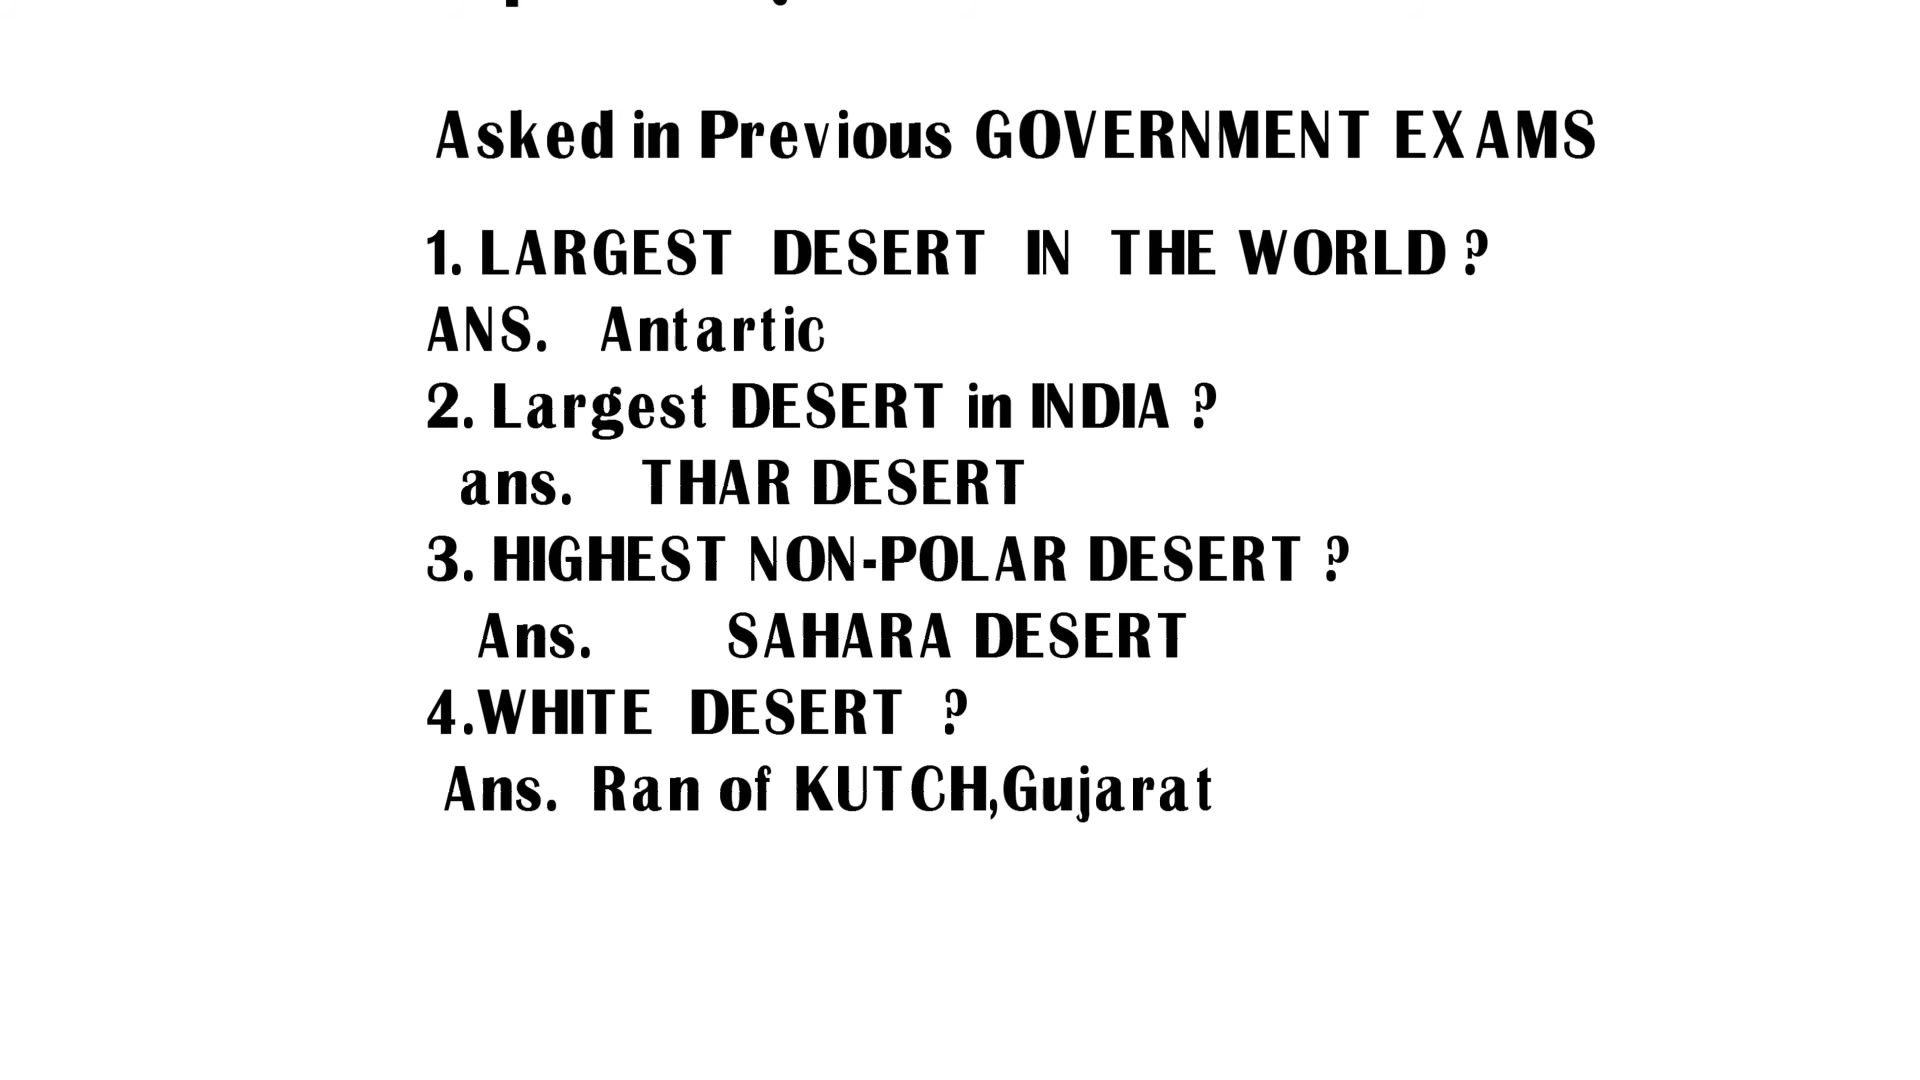 Asked in Previous GOVERNMENT EXAMS
1. LARGEST DESERT IN THE WORLD ?
ANS. Antartic
2. Largest DESERT in INDIA ?
ans. THAR DESERT
3. HIGHEST NON-POLAR DESERT ?
Ans. SAHARA DESERT
4.WHITE DESERT ?
Ans. Ran of KUTCH,Gujarat